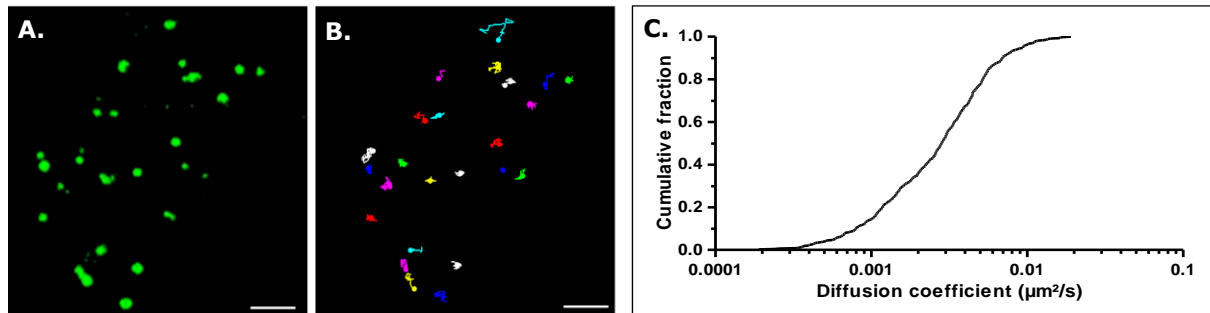 A.
B.
C.
1.0
0.8
0.6
0.4
0.2
0.0
Cumulative fraction
0.0001 0.001 0.01 0.1
Diffusion coefficient (µm²/s)